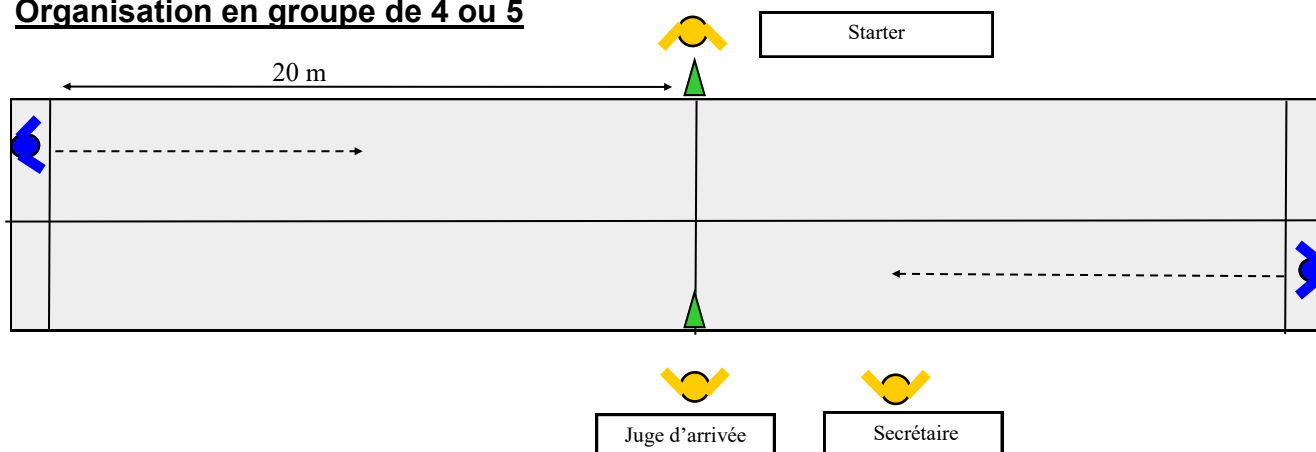 Organisation en groupe de 4 ou 5
Starter
20 m
Juge d’arrivée
Secrétaire